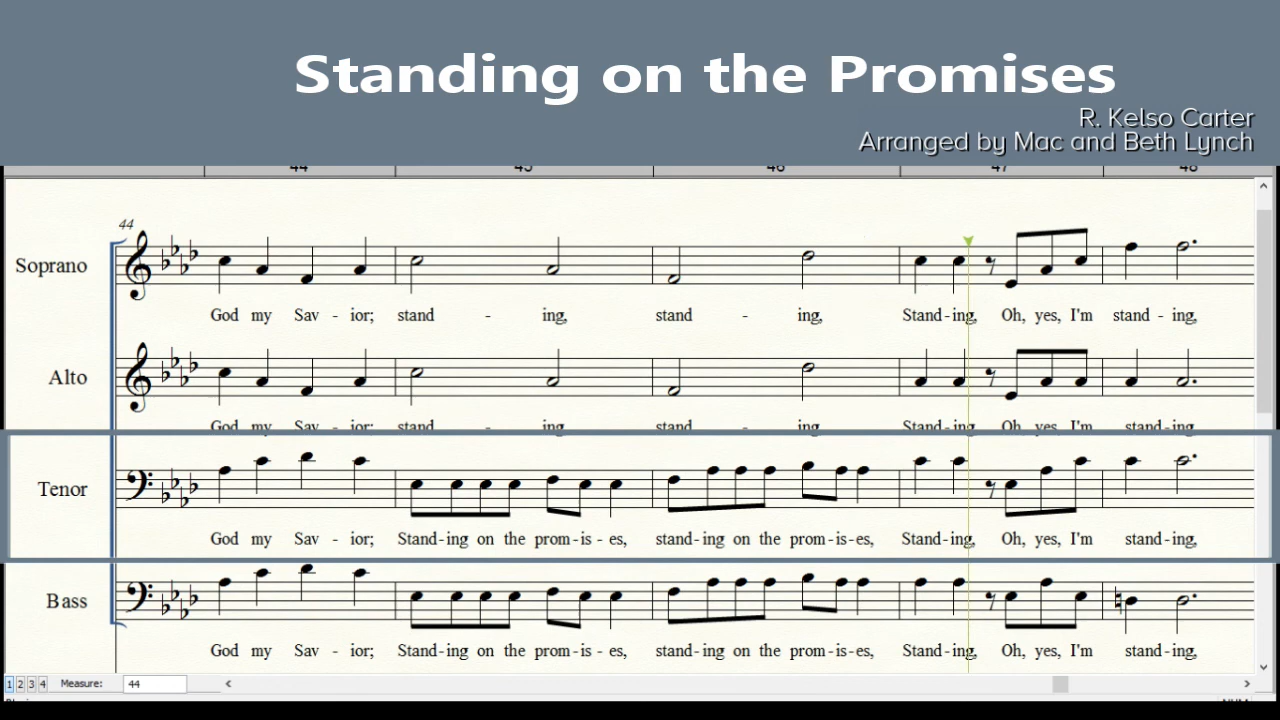 Standing on the Promises
R. Kelso Carter
Arranged by Mac and Beth Lynch
44 45 46 47 48
44
Soprano
God my Sav - ior; stand - ing, stand - ing, Stand - ing, Oh, yes, I'm stand - ing,
Alto
God my Sav - ior; stand - ing, stand - ing, Stand - ing, Oh, yes, I'm stand - ing,
Tenor
God my Sav - ior; Stand - ing on the prom - is - es, stand - ing on the prom - is - es, Stand - ing, Oh, yes, I'm stand - ing,
Bass
God my Sav - ior; Stand - ing on the prom - is - es, stand - ing on the prom - is - es, Stand - ing, Oh, yes, I'm stand - ing,
1 2 3 4 Measure: 44